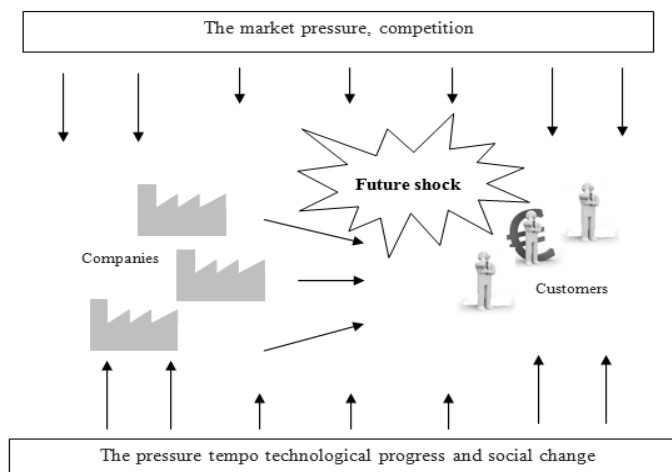 The market pressure, competition
Future shock
Companies
Customers
The pressure tempo technological progress and social change